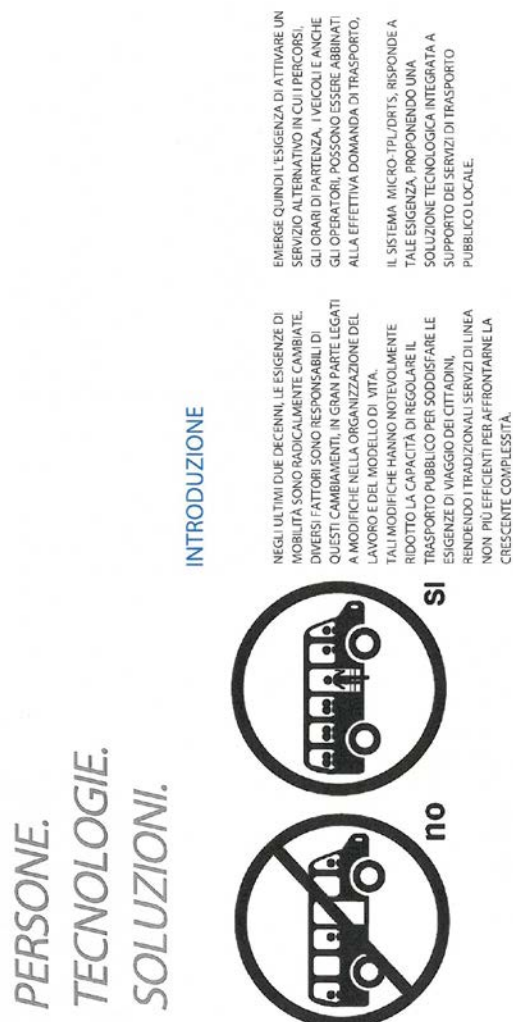 PERSONE.
TECNOLOGIE.
SOLUZIONI.
INTRODUZIONE
NEGLI ULTIMI DUE DECENNI, LE ESIGENZE DI
MOBILITÀ SONO RADICALMENTE CAMBIATE.
DIVERSI FATTORI SONO RESPONSABILI DI
QUESTI CAMBIAMENTI, IN GRAN PARTE LEGATI
A MODIFICHE NELLA ORGANIZZAZIONE DEL
LAVORO E DEL MODELLO DI VITA.
TALI MODIFICHE HANNO NOTEVOLMENTE
RIDOTTO LA CAPACITÀ DI REGOLARE IL
TRASPORTO PUBBLICO PER SODDISFARE LE
ESIGENZE DI VIAGGIO DEI CITTADINI,
RENDENDO I TRADIZIONALI SERVIZI DI LINEA
NON PIÙ EFFICIENTI PER AFFRONTARNE LA
CRESCENTE COMPLESSITÀ.
EMERGE QUINDI L'ESIGENZA DI ATTIVARE UN
SERVIZIO ALTERNATIVO IN CUI I PERCORSI,
GLI ORARI DI PARTENZA, I VEICOLI E ANCHE
GLI OPERATORI, POSSONO ESSERE ABBINATI
ALLA EFFETTIVA DOMANDA DI TRASPORTO,
IL SISTEMA MICRO-TPL/DRTS, RISPONDE A
TALE ESIGENZA, PROPONENDO UNA
SOLUZIONE TECNOLOGICA INTEGRATA A
SUPPORTO DEI SERVIZI DI TRASPORTO
PUBBLICO LOCALE.
no
SI